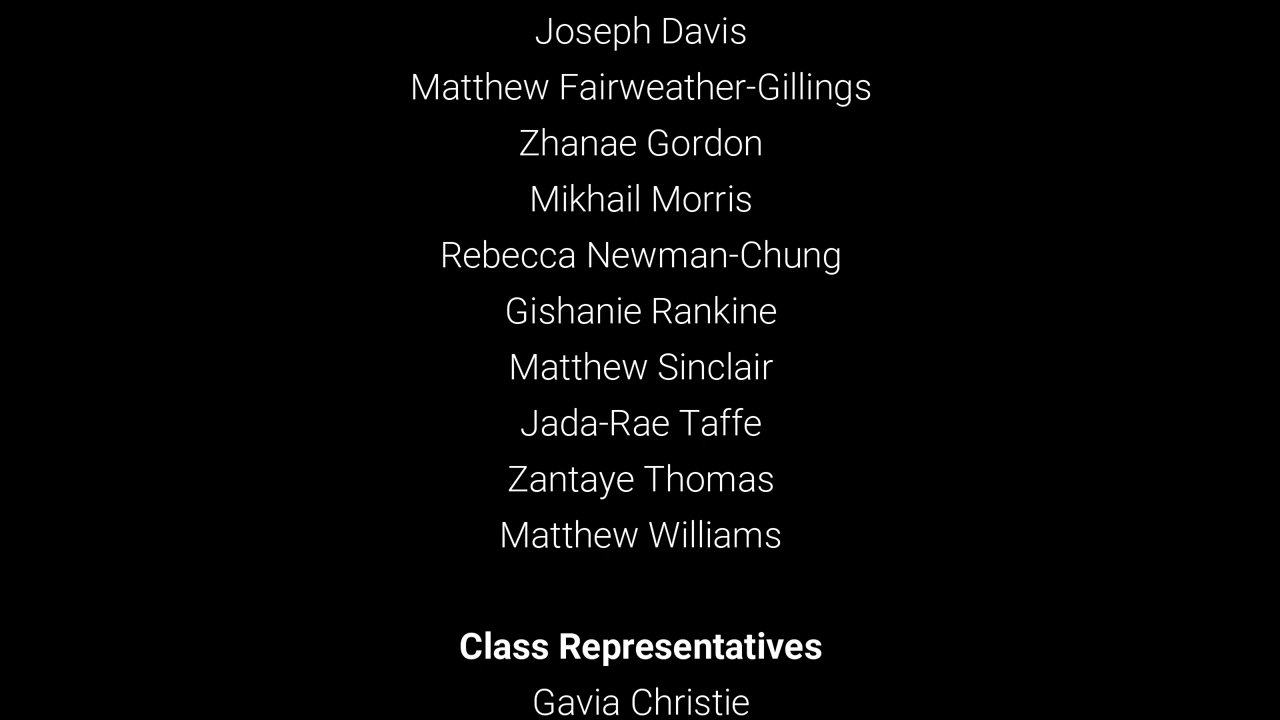 Joseph Davis
Matthew Fairweather-Gillings
Zhanae Gordon
Mikhail Morris
Rebecca Newman-Chung
Gishanie Rankine
Matthew Sinclair
Jada-Rae Taffe
Zantaye Thomas
Matthew Williams
Class Representatives
Gavia Christie